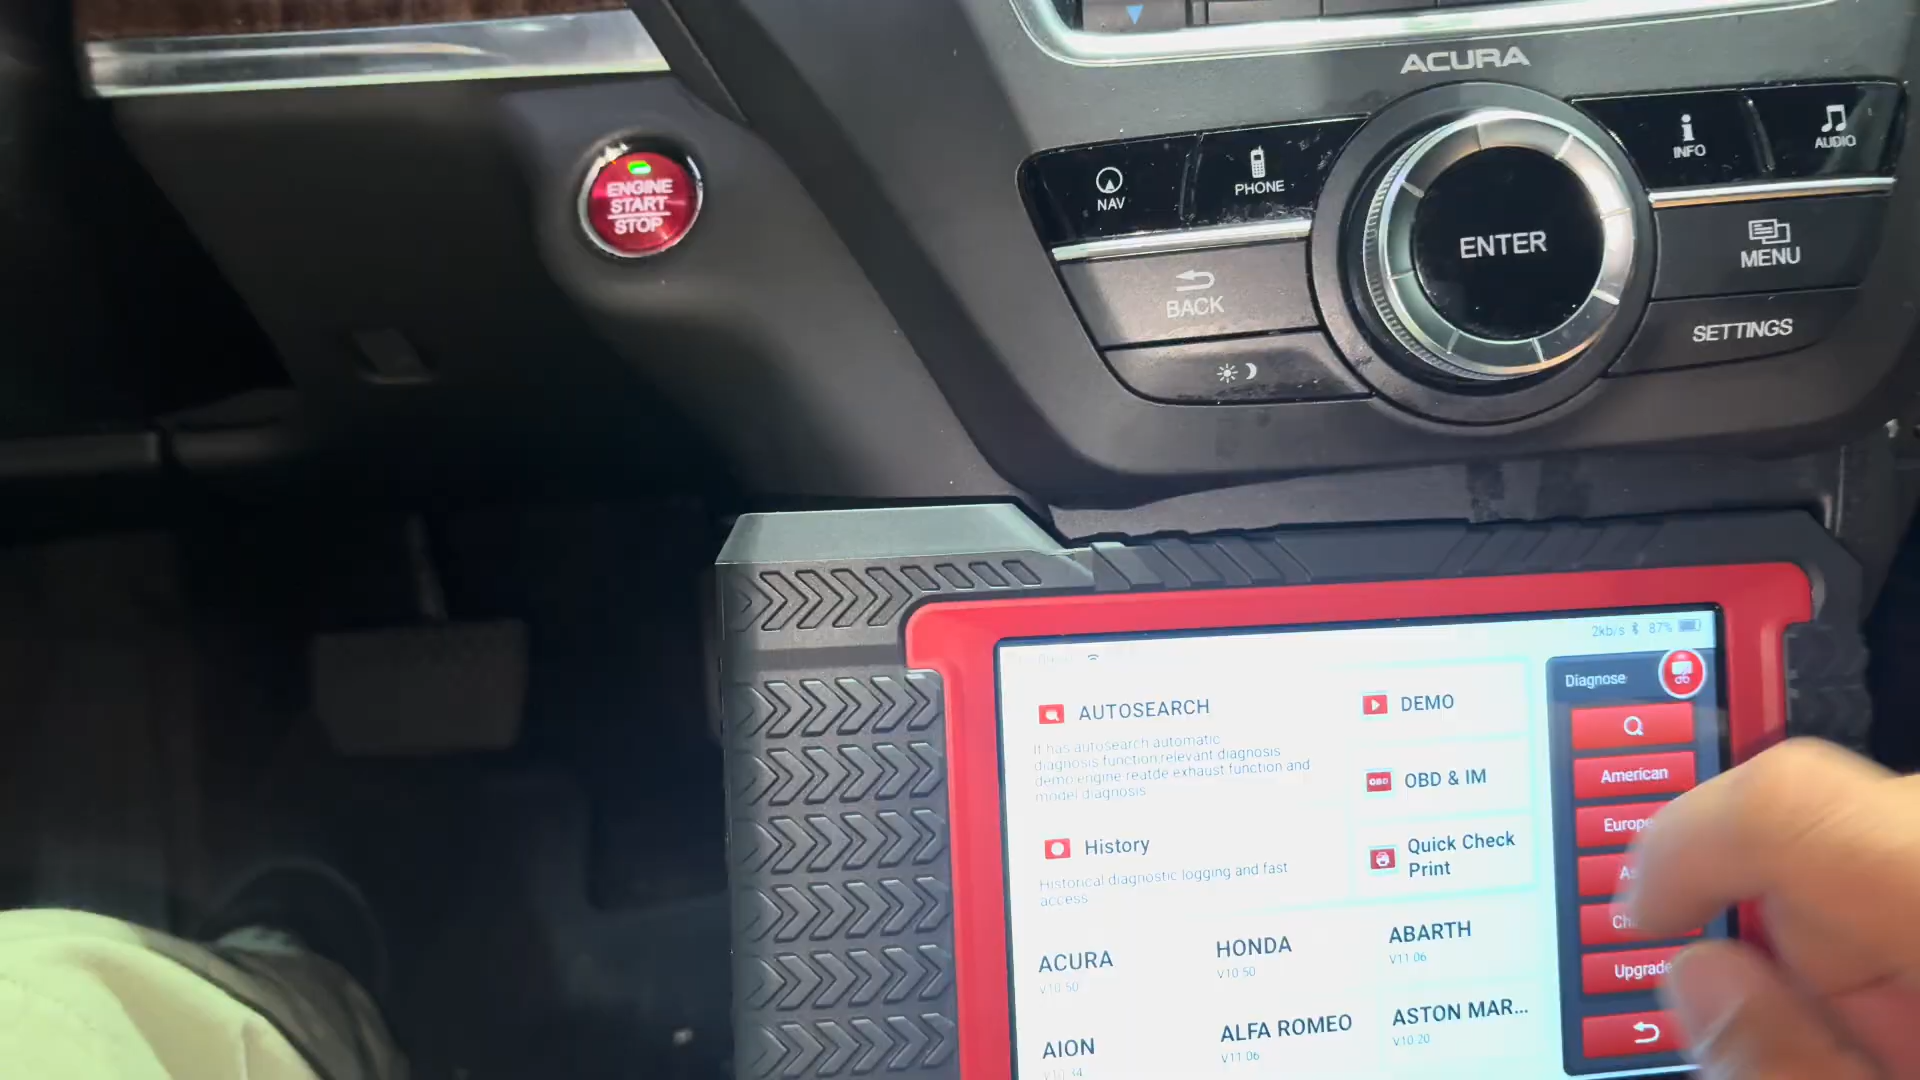 ACURA
ENGINE
START
STOP
NAV
PHONE
INFO
AUDIO
BACK
ENTER
MENU
SETTINGS
2kb/s 87%
AUTOSEARCH
It has autosearch automatic
diagnosis function,relevant diagnosis
demo,engine reatde exhaust function and
model diagnosis
History
Historical diagnostic logging and fast
access
DEMO
OBD & IM
OBD
Quick Check
Print
ACURA
V10.50
HONDA
V10.50
ABARTH
V11.06
AION
V10.34
ALFA ROMEO
V11.06
ASTON MAR...
V10.20
Diagnose
American
Europe
Upgrade